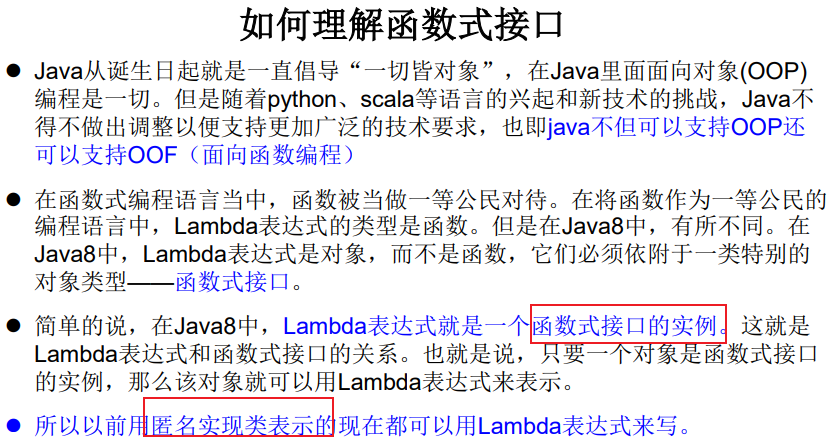 如何理解函数式接口
● Java从诞生日起就是一直倡导“一切皆对象”，在Java里面面向对象(OOP)
编程是一切。但是随着python、scala等语言的兴起和新技术的挑战，Java不
得不做出调整以便支持更加广泛的技术要求，也即java不但可以支持OOP还
可以支持OOF（面向函数编程）
● 在函数式编程语言当中，函数被当做一等公民对待。在将函数作为一等公民的
编程语言中，Lambda表达式的类型是函数。但是在Java8中，有所不同。在
Java8中，Lambda表达式是对象，而不是函数，它们必须依附于一类特别的
对象类型——函数式接口。
● 简单的说，在Java8中，Lambda表达式就是一个函数式接口的实例。这就是
Lambda表达式和函数式接口的关系。也就是说，只要一个对象是函数式接口
的实例，那么该对象就可以用Lambda表达式来表示。
● 所以以前用匿名实现类表示的现在都可以用Lambda表达式来写。